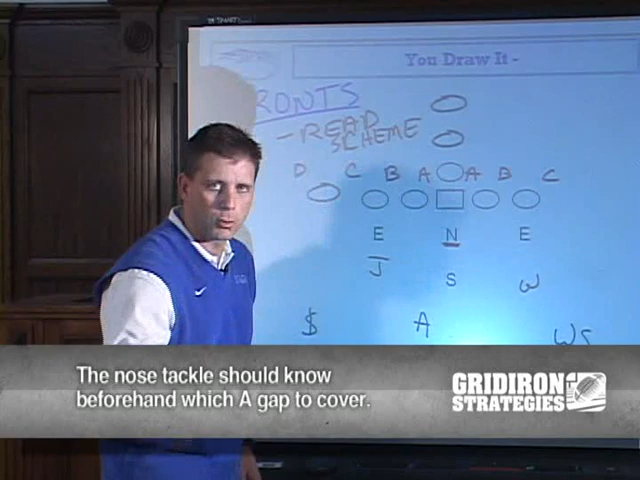 You Draw It -
RONTS
- READ
SCHEME
D C B A A B C
E N E
J S W
$ A WS
The nose tackle should know
beforehand which A gap to cover.
GRIDIRON
STRATEGIES